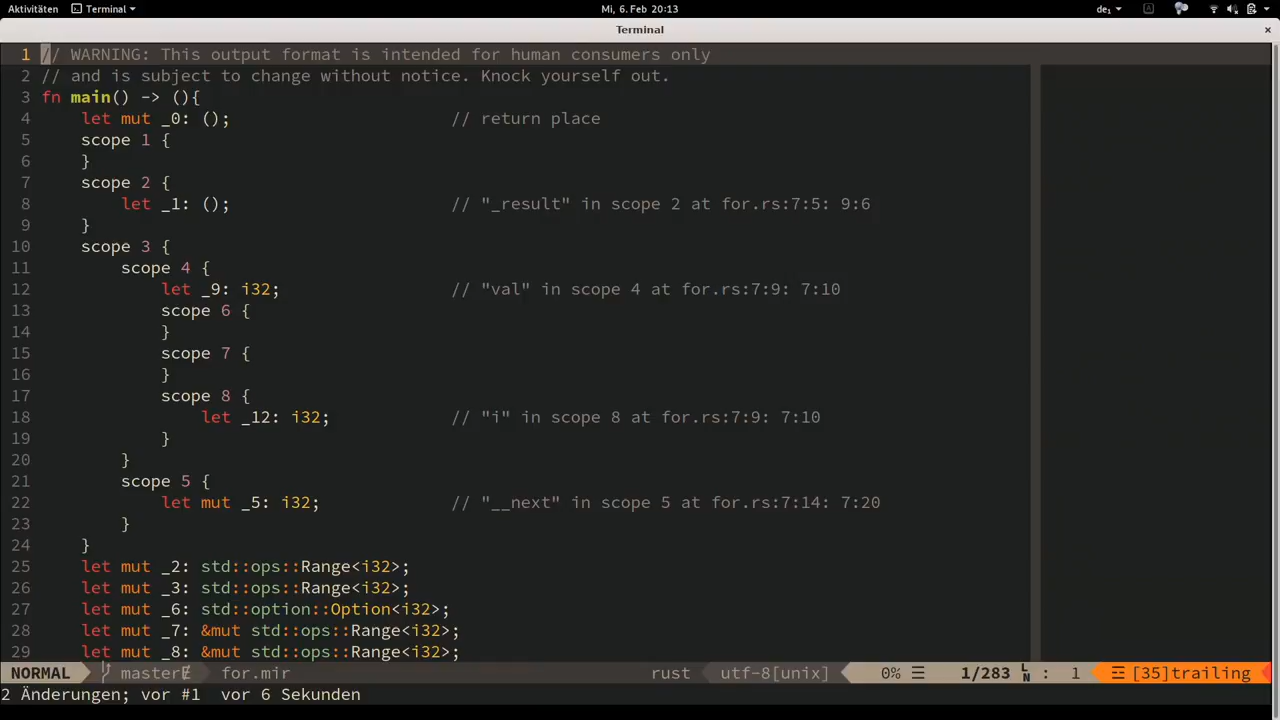 Aktivitäten Terminal Mi, 6. Feb 20:13 de₁
Terminal ×
1 // WARNING: This output format is intended for human consumers only
2 // and is subject to change without notice. Knock yourself out.
3 fn main() -> (){
4     let mut _0: ();                      // return place
5     scope 1 {
6     }
7     scope 2 {
8         let _1: ();                      // "_result" in scope 2 at for.rs:7:5: 9:6
9     }
10     scope 3 {
11         scope 4 {
12             let _9: i32;                 // "val" in scope 4 at for.rs:7:9: 7:10
13             scope 6 {
14             }
15             scope 7 {
16             }
17             scope 8 {
18                 let _12: i32;            // "i" in scope 8 at for.rs:7:9: 7:10
19             }
20         }
21         scope 5 {
22             let mut _5: i32;             // "__next" in scope 5 at for.rs:7:14: 7:20
23         }
24     }
25     let mut _2: std::ops::Range<i32>;
26     let mut _3: std::ops::Range<i32>;
27     let mut _6: std::option::Option<i32>;
28     let mut _7: &mut std::ops::Range<i32>;
29     let mut _8: &mut std::ops::Range<i32>;
NORMAL master for.mir rust utf-8[unix] 0% ☰ 1/283 LN : 1 ☲ [35]trailing
2 Änderungen; vor #1  vor 6 Sekunden